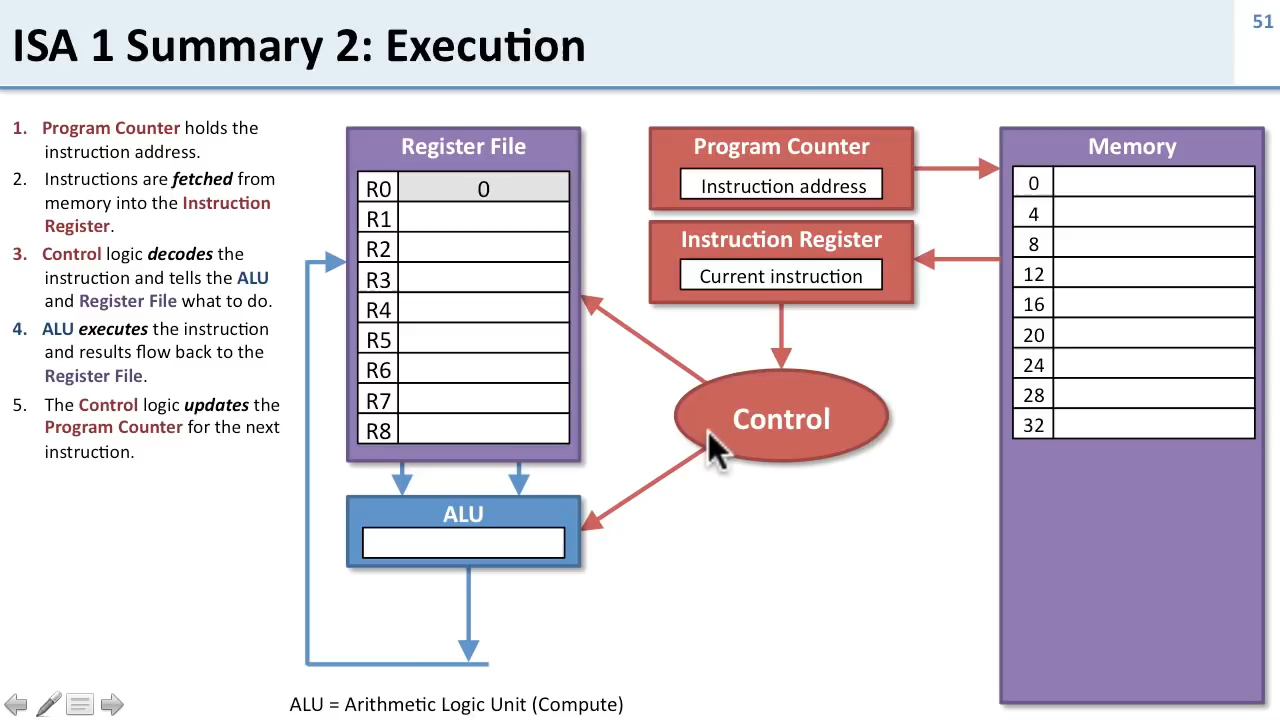 51
ISA 1 Summary 2: Execution
1. Program Counter holds the
instruction address.
2. Instructions are fetched from
memory into the Instruction
Register.
3. Control logic decodes the
instruction and tells the ALU
and Register File what to do.
4. ALU executes the instruction
and results flow back to the
Register File.
5. The Control logic updates the
Program Counter for the next
instruction.
Register File
R0 0
R1
R2
R3
R4
R5
R6
R7
R8
ALU
Program Counter
Instruction address
Instruction Register
Current instruction
Control
Memory
0
4
8
12
16
20
24
28
32
ALU = Arithmetic Logic Unit (Compute)